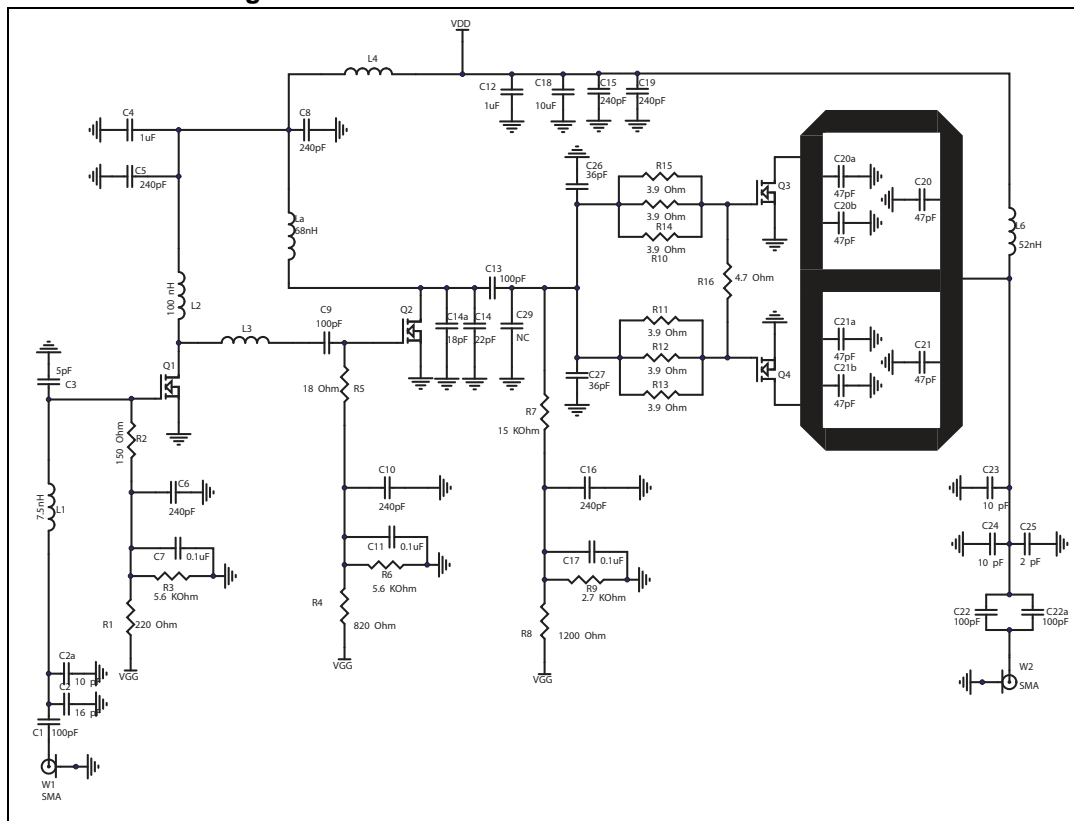 g
VDD
L4
C12
1uF
C18
10uF
C15
240pF
C19
240pF
C4
1uF
C8
240pF
C5
240pF
C26
36pF
R15
3.9 Ohm
3.9 Ohm
R14
3.9 Ohm
R10
Q3
C20a
47pF
C20b
47pF
C20
47pF
La
68nH
L6
52nH
100 nH
L2
C13
100pF
R16
4.7 Ohm
L3
C9
100pF
Q2
C14a
18pF
C14
22pF
C29
NC
R11
3.9 Ohm
R12
3.9 Ohm
R13
3.9 Ohm
C27
36pF
Q4
C21a
47pF
C21b
47pF
C21
47pF
5pF
C3
Q1
18 Ohm
R5
R7
15 KOhm
150 Ohm
R2
7.5nH
L1
C6
240pF
C10
240pF
C16
240pF
C23
10 pF
C7
0.1uF
R3
5.6 KOhm
C11
0.1uF
R6
5.6 KOhm
C17
0.1uF
R9
2.7 KOhm
C24
10 pF
C25
2 pF
R1
220 Ohm
R4
820 Ohm
R8
1200 Ohm
C22
100pF
C22a
100pF
VGG
VGG
VGG
C2a
10 pF
C2
16 pF
C1
100pF
W2
SMA
W1
SMA